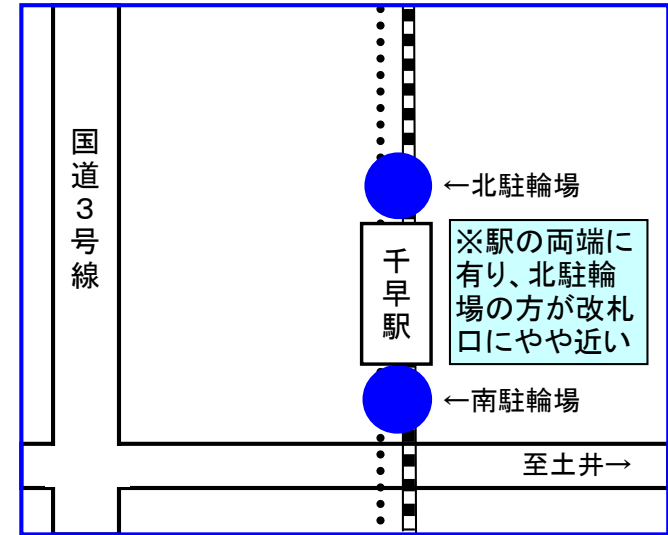 国道３号線
←北駐輪場
千早駅
※駅の両端に
有り、北駐輪
場の方が改札
口にやや近い
←南駐輪場
至土井→